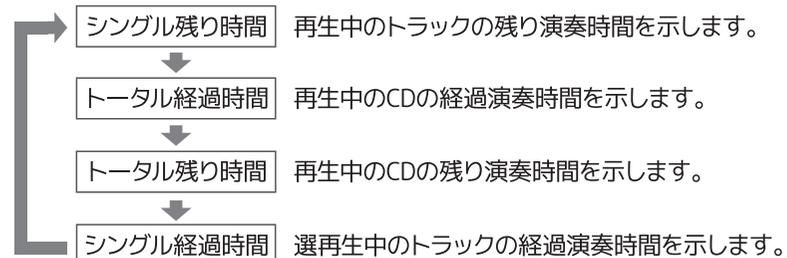 シングル残り時間 再生中のトラックの残り演奏時間を示します。
トータル経過時間 再生中のCDの経過演奏時間を示します。
トータル残り時間 再生中のCDの残り演奏時間を示します。
シングル経過時間 選再生中のトラックの経過演奏時間を示します。